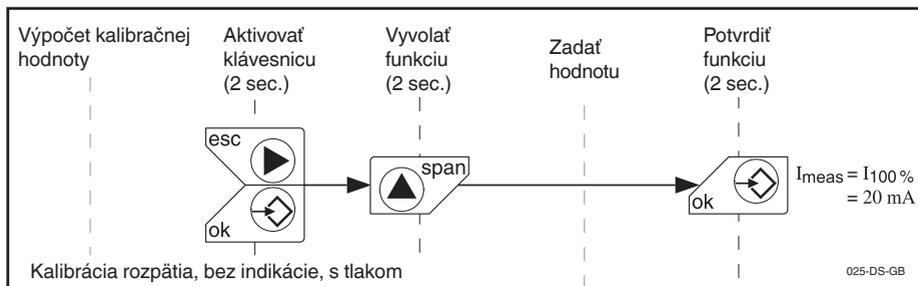 Výpočet kalibračnej
hodnoty
Aktivovať
klávesnicu
(2 sec.)
Vyvolať
funkciu
(2 sec.)
Zadať
hodnotu
Potvrdiť
funkciu
(2 sec.)
esc
ok
span
ok
Imeas = I100 %
= 20 mA
Kalibrácia rozpätia, bez indikácie, s tlakom
025-DS-GB